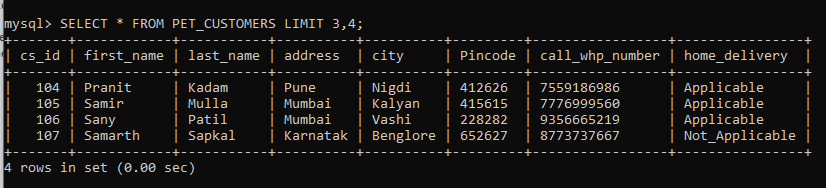 mysql> SELECT * FROM PET_CUSTOMERS LIMIT 3,4;
+-------+------------+-----------+----------+----------+---------+-----------------+----------------+
| cs_id | first_name | last_name | address  | city     | Pincode | call_whp_number | home_delivery  |
+-------+------------+-----------+----------+----------+---------+-----------------+----------------+
|   104 | Pranit     | Kadam     | Pune     | Nigdi    | 412626  | 7559186986      | Applicable     |
|   105 | Samir      | Mulla     | Mumbai   | Kalyan   | 415615  | 7776999560      | Applicable     |
|   106 | Sany       | Patil     | Mumbai   | Vashi    | 228282  | 9356665219      | Applicable     |
|   107 | Samarth    | Sapkal    | Karnatak | Benglore | 652627  | 8773737667      | Not_Applicable |
+-------+------------+-----------+----------+----------+---------+-----------------+----------------+
4 rows in set (0.00 sec)